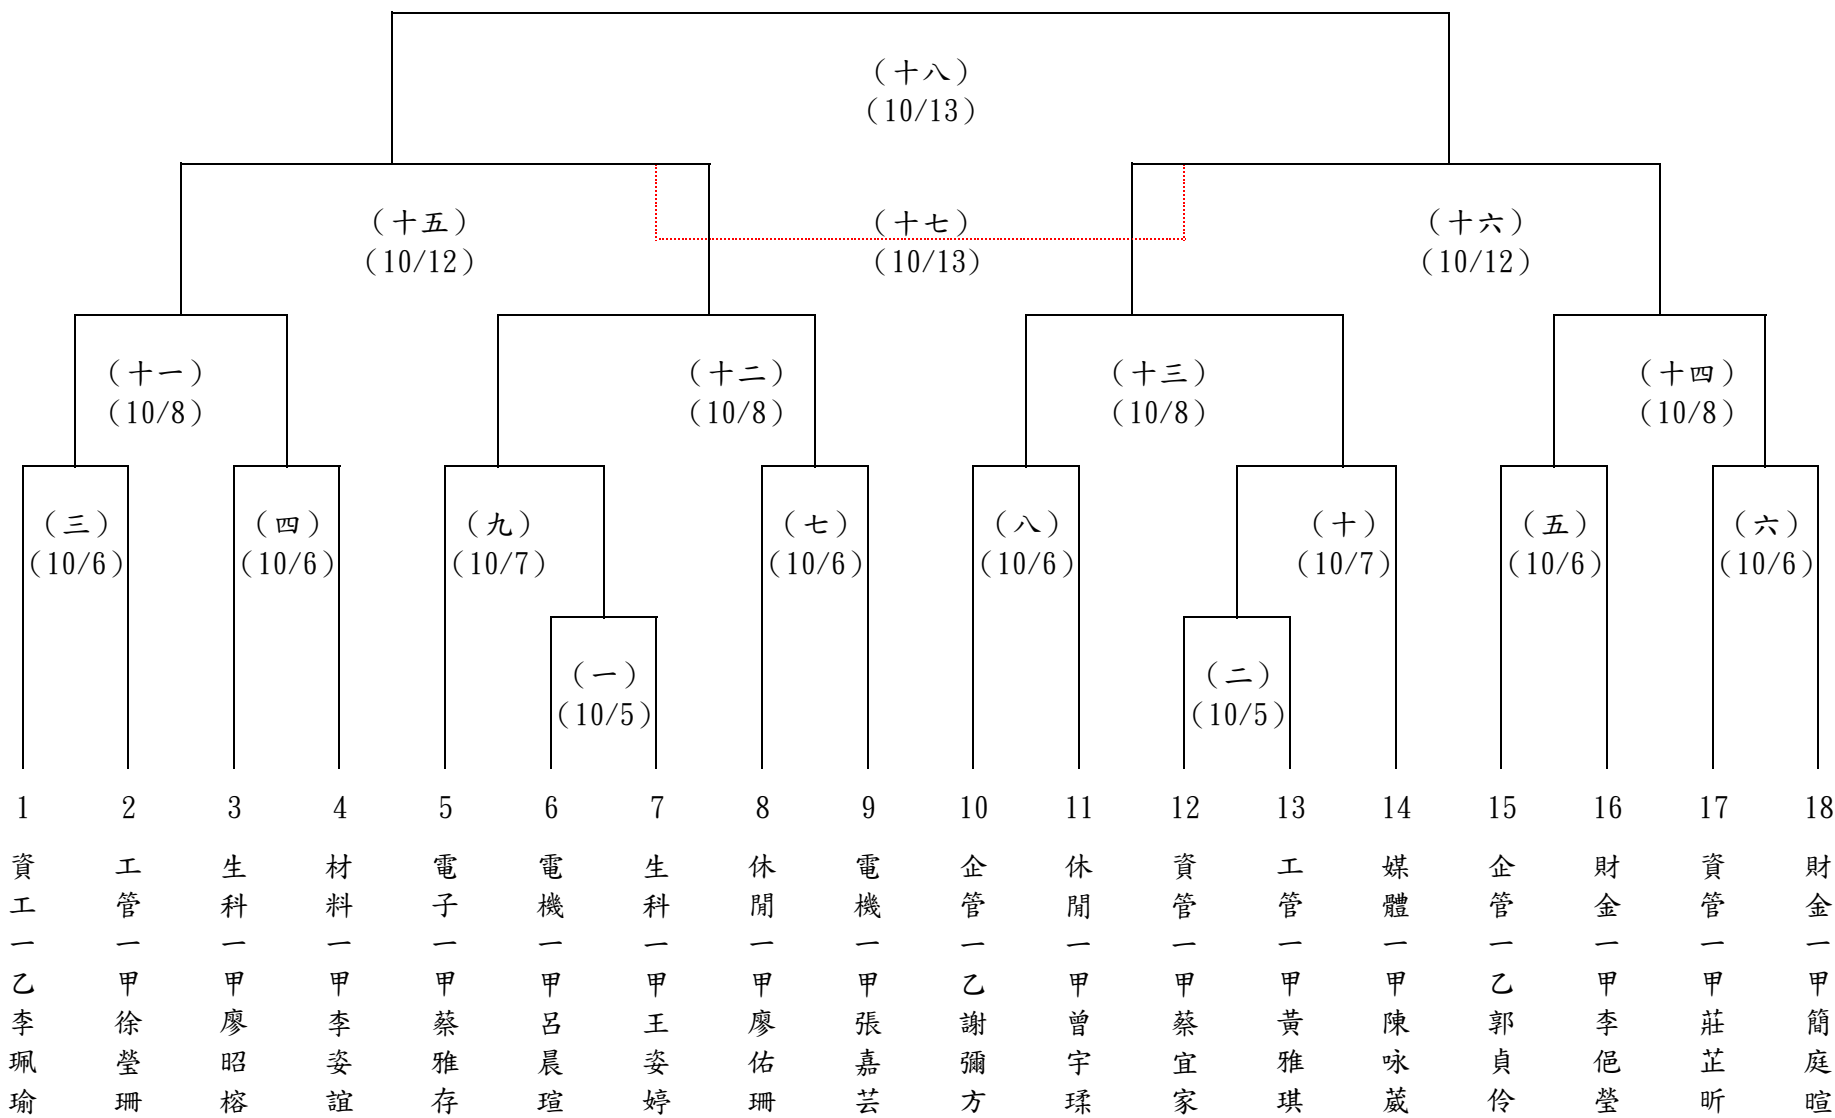 （十八）
（10/13）
（十五）
（10/12）
（十七）
（10/13）
（十六）
（10/12）
（十一）
（10/8）
（十二）
（10/8）
（十三）
（10/8）
（十四）
（10/8）
（三）
（10/6）
（四）
（10/6）
（九）
（10/7）
（七）
（10/6）
（八）
（10/6）
（十）
（10/7）
（五）
（10/6）
（六）
（10/6）
（一）
（10/5）
（二）
（10/5）
1 2 3 4 5 6 7 8 9 10 11 12 13 14 15 16 17 18
資工一乙李珮瑜
工管一甲徐瑩珊
生科一甲廖昭榕
材料一甲李姿誼
電子一甲蔡雅存
電機一甲呂晨瑄
生科一甲王姿婷
休閒一甲廖佑珊
電機一甲張嘉芸
企管一乙謝彌方
休閒一甲曾宇瑈
資管一甲蔡宜家
工管一甲黃雅琪
媒體一甲陳咏葳
企管一乙郭貞伶
財金一甲李俋瑩
資管一甲莊芷昕
財金一甲簡庭暄